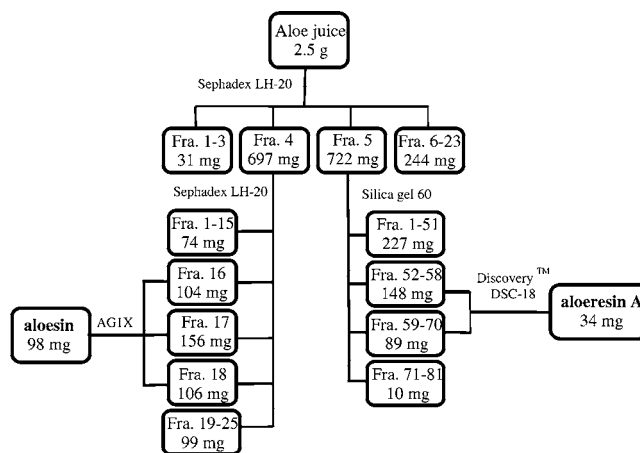 Aloe juice
2.5 g
Sephadex LH-20
Fra. 1-3
31 mg
Fra. 4
697 mg
Fra. 5
722 mg
Fra. 6-23
244 mg
Sephadex LH-20
Silica gel 60
Fra. 1-15
74 mg
Fra. 16
104 mg
Fra. 17
156 mg
Fra. 18
106 mg
Fra. 19-25
99 mg
AG1X
aloesin
98 mg
Fra. 1-51
227 mg
Fra. 52-58
148 mg
Fra. 59-70
89 mg
Fra. 71-81
10 mg
Discovery ™
DSC-18
aloeresin A
34 mg